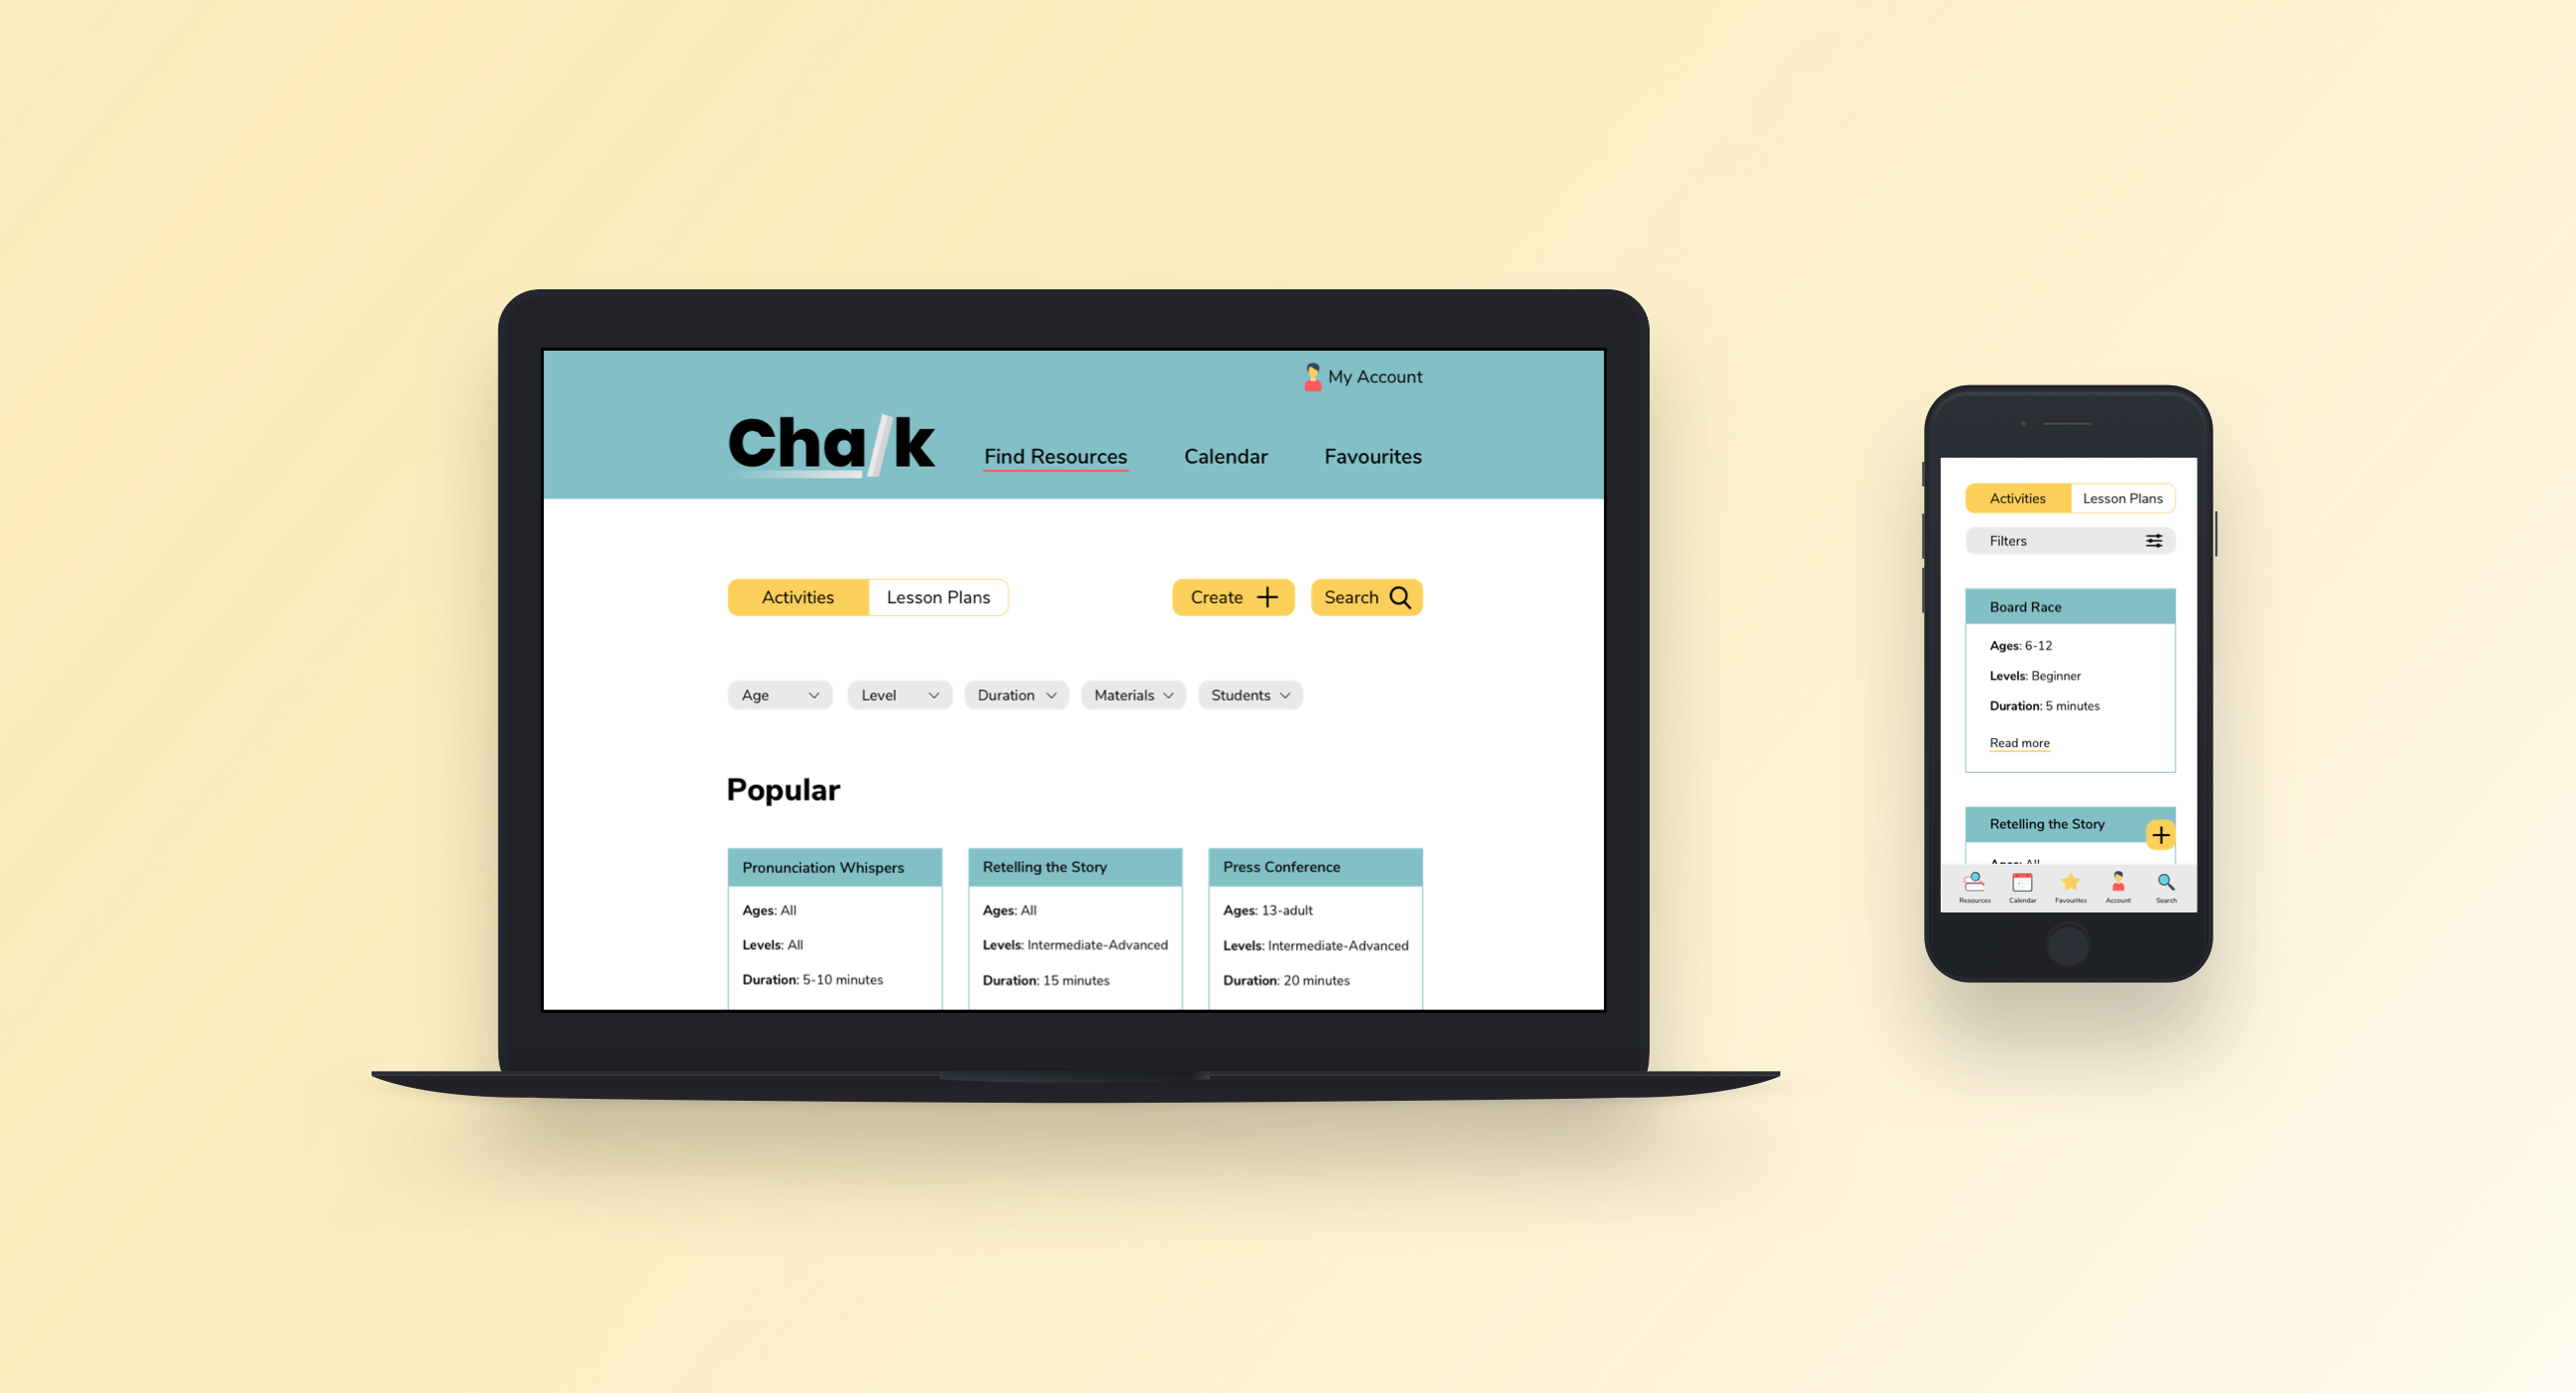 My Account
Chalk
Find Resources Calendar Favourites
Activities Lesson Plans Create Search
Age Level Duration Materials Students
Popular
Pronunciation Whispers
Ages: All
Levels: All
Duration: 5-10 minutes
Retelling the Story
Ages: All
Levels: Intermediate-Advanced
Duration: 15 minutes
Press Conference
Ages: 13-adult
Levels: Intermediate-Advanced
Duration: 20 minutes
Activities Lesson Plans
Filters
Board Race
Ages: 6-12
Levels: Beginner
Duration: 5 minutes
Read more
Retelling the Story
Ages: All
Resources Calendar Favourites Account Search